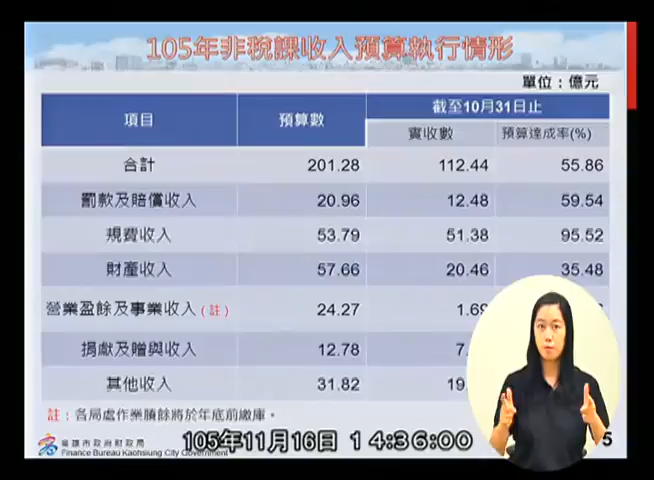 105年非稅課收入預算執行情形
單位：億元
項目 預算數 截至10月31日止
實收數 預算達成率(%)
合計 201.28 112.44 55.86
罰款及賠償收入 20.96 12.48 59.54
規費收入 53.79 51.38 95.52
財產收入 57.66 20.46 35.48
營業盈餘及事業收入(註) 24.27 1.69
捐獻及贈與收入 12.78 7.
其他收入 31.82 19
註：各局處作業賸餘將於年底前繳庫。
高雄市政府財政局
Finance Bureau Kaohsiung City Government
105年11月16日 14:36:00
5